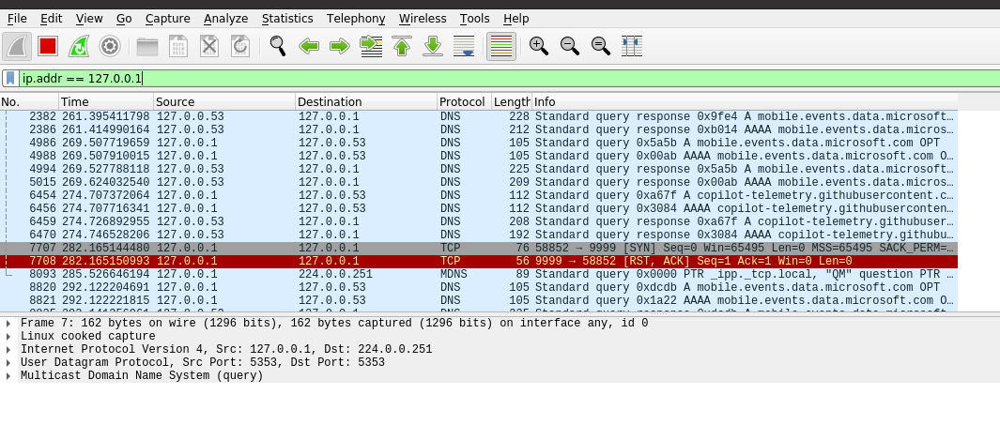 File Edit View Go Capture Analyze Statistics Telephony Wireless Tools Help
ip.addr == 127.0.0.1
No. Time Source Destination Protocol Length Info
2382 261.395411798 127.0.0.53 127.0.0.1 DNS 228 Standard query response 0x9fe4 A mobile.events.data.microsoft…
2386 261.414990164 127.0.0.53 127.0.0.1 DNS 212 Standard query response 0xb014 AAAA mobile.events.data.micros…
4986 269.507719659 127.0.0.1 127.0.0.53 DNS 105 Standard query 0x5a5b A mobile.events.data.microsoft.com OPT
4988 269.507910015 127.0.0.1 127.0.0.53 DNS 105 Standard query 0x00ab AAAA mobile.events.data.microsoft.com O…
4994 269.527788118 127.0.0.53 127.0.0.1 DNS 225 Standard query response 0x5a5b A mobile.events.data.microsoft…
5015 269.624032540 127.0.0.53 127.0.0.1 DNS 209 Standard query response 0x00ab AAAA mobile.events.data.micros…
6454 274.707372064 127.0.0.1 127.0.0.53 DNS 112 Standard query 0xa67f A copilot-telemetry.githubusercontent.c…
6456 274.707716341 127.0.0.1 127.0.0.53 DNS 112 Standard query 0x3084 AAAA copilot-telemetry.githubuserconten…
6459 274.726892955 127.0.0.53 127.0.0.1 DNS 208 Standard query response 0xa67f A copilot-telemetry.githubuser…
6470 274.746528206 127.0.0.53 127.0.0.1 DNS 192 Standard query response 0x3084 AAAA copilot-telemetry.githubu…
7707 282.165144480 127.0.0.1 127.0.0.1 TCP 76 58852 → 9999 [SYN] Seq=0 Win=65495 Len=0 MSS=65495 SACK_PERM=…
7708 282.165150993 127.0.0.1 127.0.0.1 TCP 56 9999 → 58852 [RST, ACK] Seq=1 Ack=1 Win=0 Len=0
8093 285.526646194 127.0.0.1 224.0.0.251 MDNS 89 Standard query 0x0000 PTR _ipp._tcp.local, "QM" question PTR …
8820 292.122204691 127.0.0.1 127.0.0.53 DNS 105 Standard query 0xdcdb A mobile.events.data.microsoft.com OPT
8821 292.122221815 127.0.0.1 127.0.0.53 DNS 105 Standard query 0x1a22 AAAA mobile.events.data.microsoft.com O…
Frame 7: 162 bytes on wire (1296 bits), 162 bytes captured (1296 bits) on interface any, id 0
Linux cooked capture
Internet Protocol Version 4, Src: 127.0.0.1, Dst: 224.0.0.251
User Datagram Protocol, Src Port: 5353, Dst Port: 5353
Multicast Domain Name System (query)